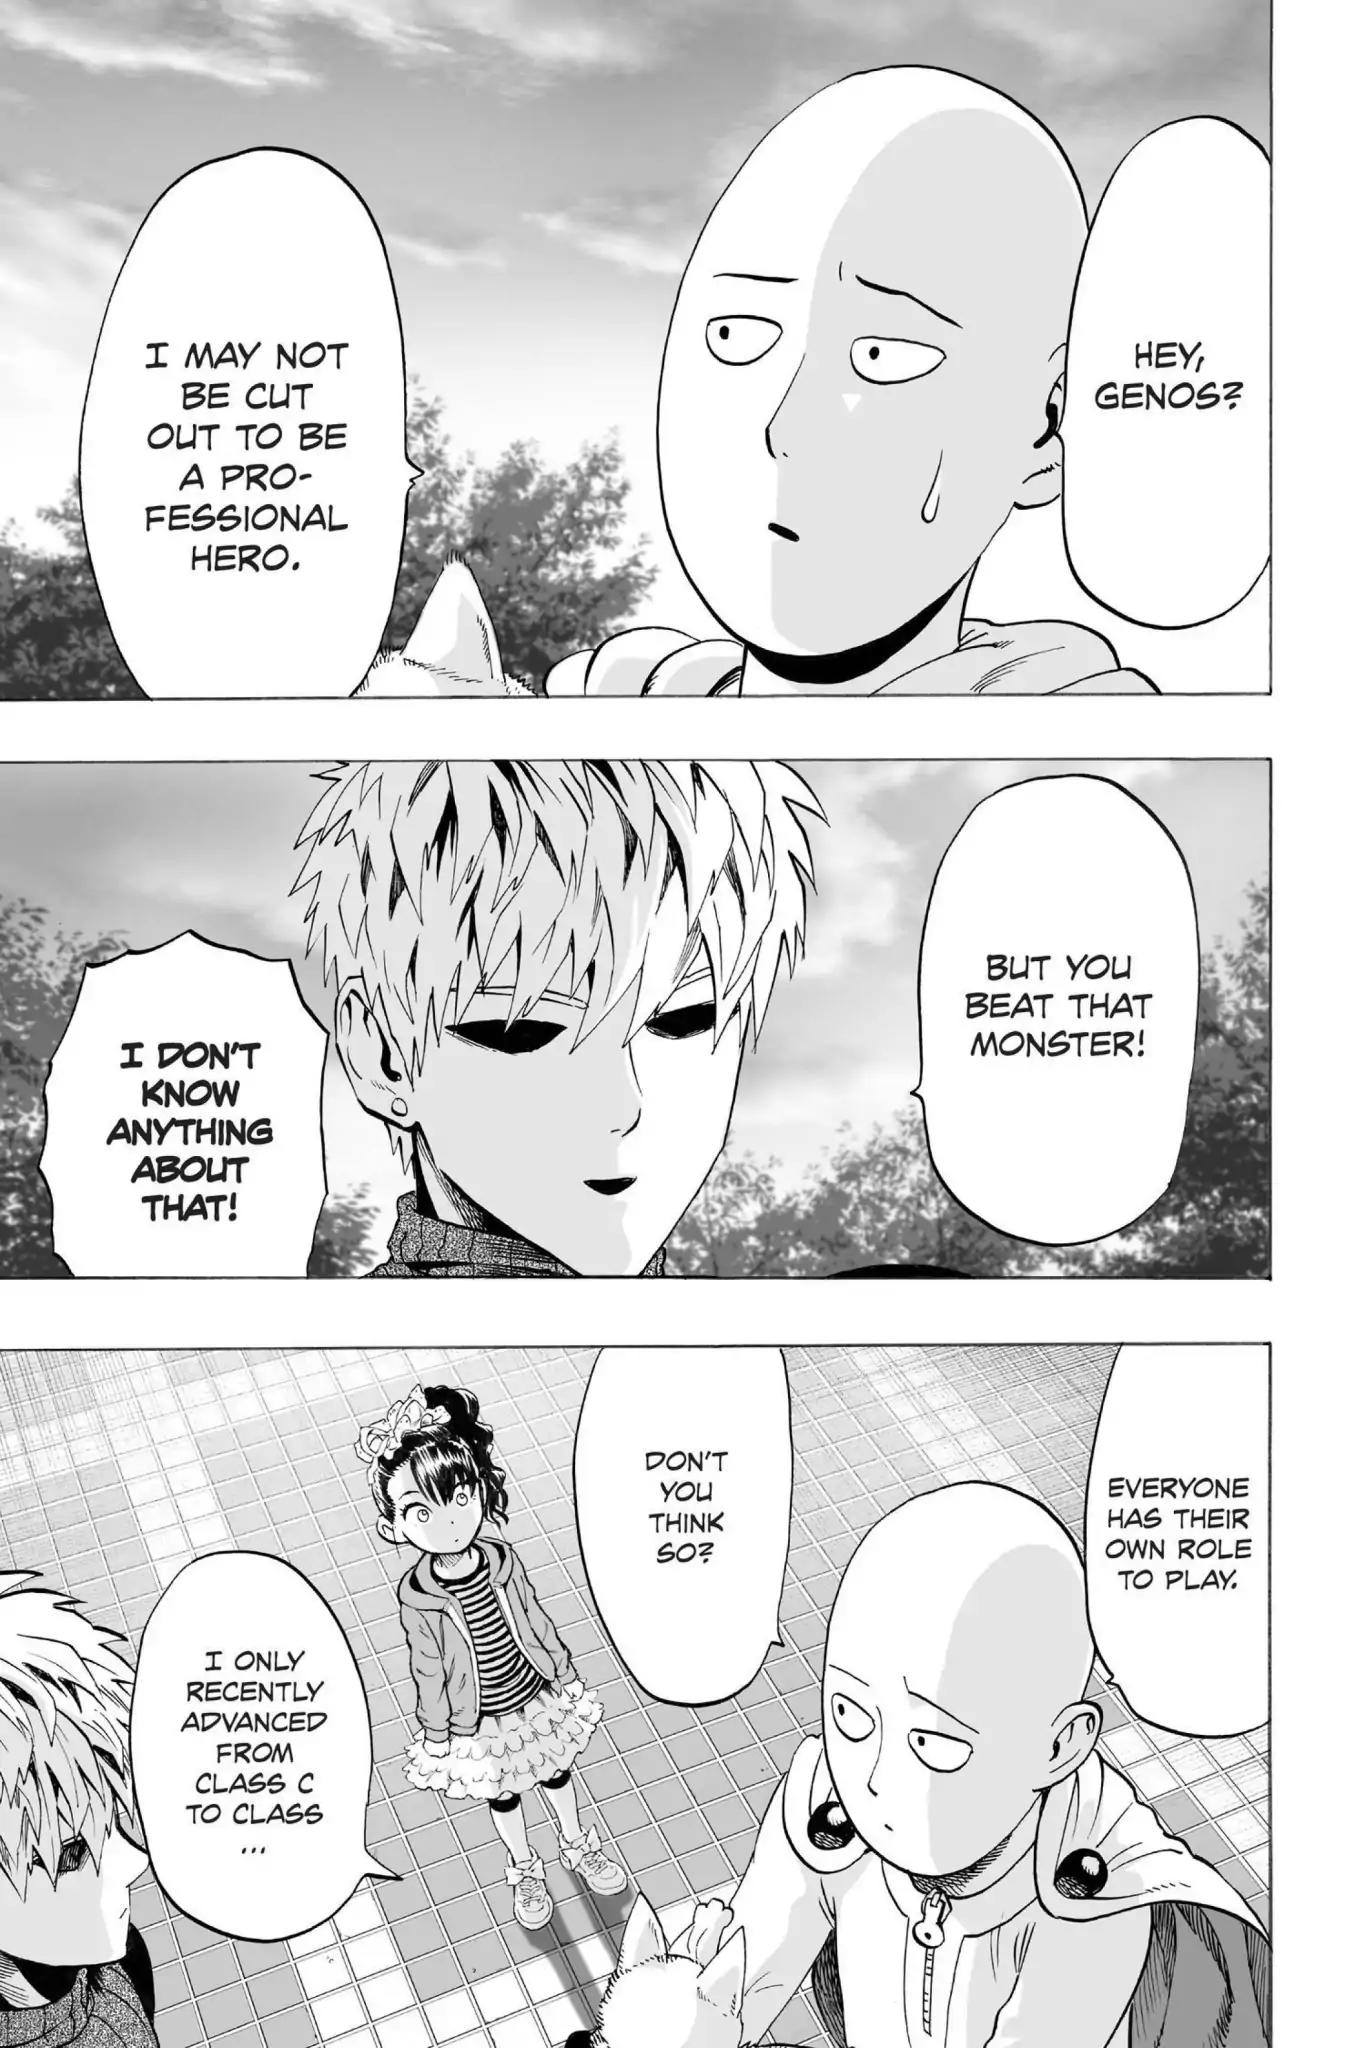 HEY,
GENOS?
I MAY NOT
BE CUT
OUT TO BE
A PRO-
FESSIONAL
HERO.
BUT YOU
BEAT THAT
MONSTER!
I DON'T
KNOW
ANYTHING
ABOUT
THAT!
EVERYONE
HAS THEIR
OWN ROLE
TO PLAY.
DON'T
YOU
THINK
SO?
I ONLY
RECENTLY
ADVANCED
FROM
CLASS C
TO CLASS
...